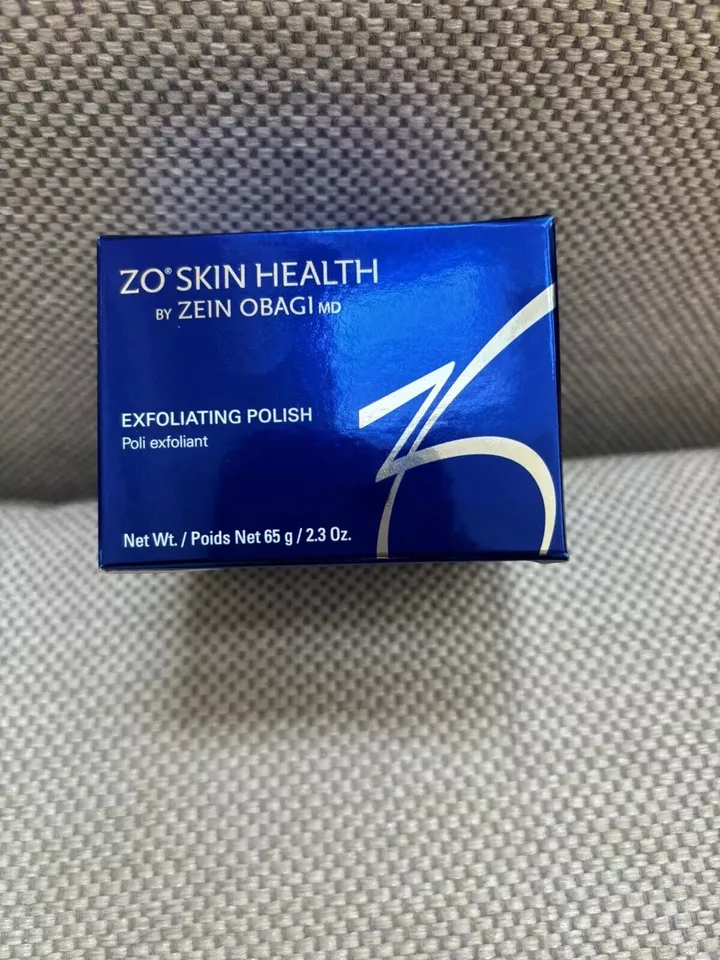 ZO® SKIN HEALTH
BY ZEIN OBAGI MD
EXFOLIATING POLISH
Poli exfoliant
Net Wt. / Poids Net 65 g / 2.3 Oz.